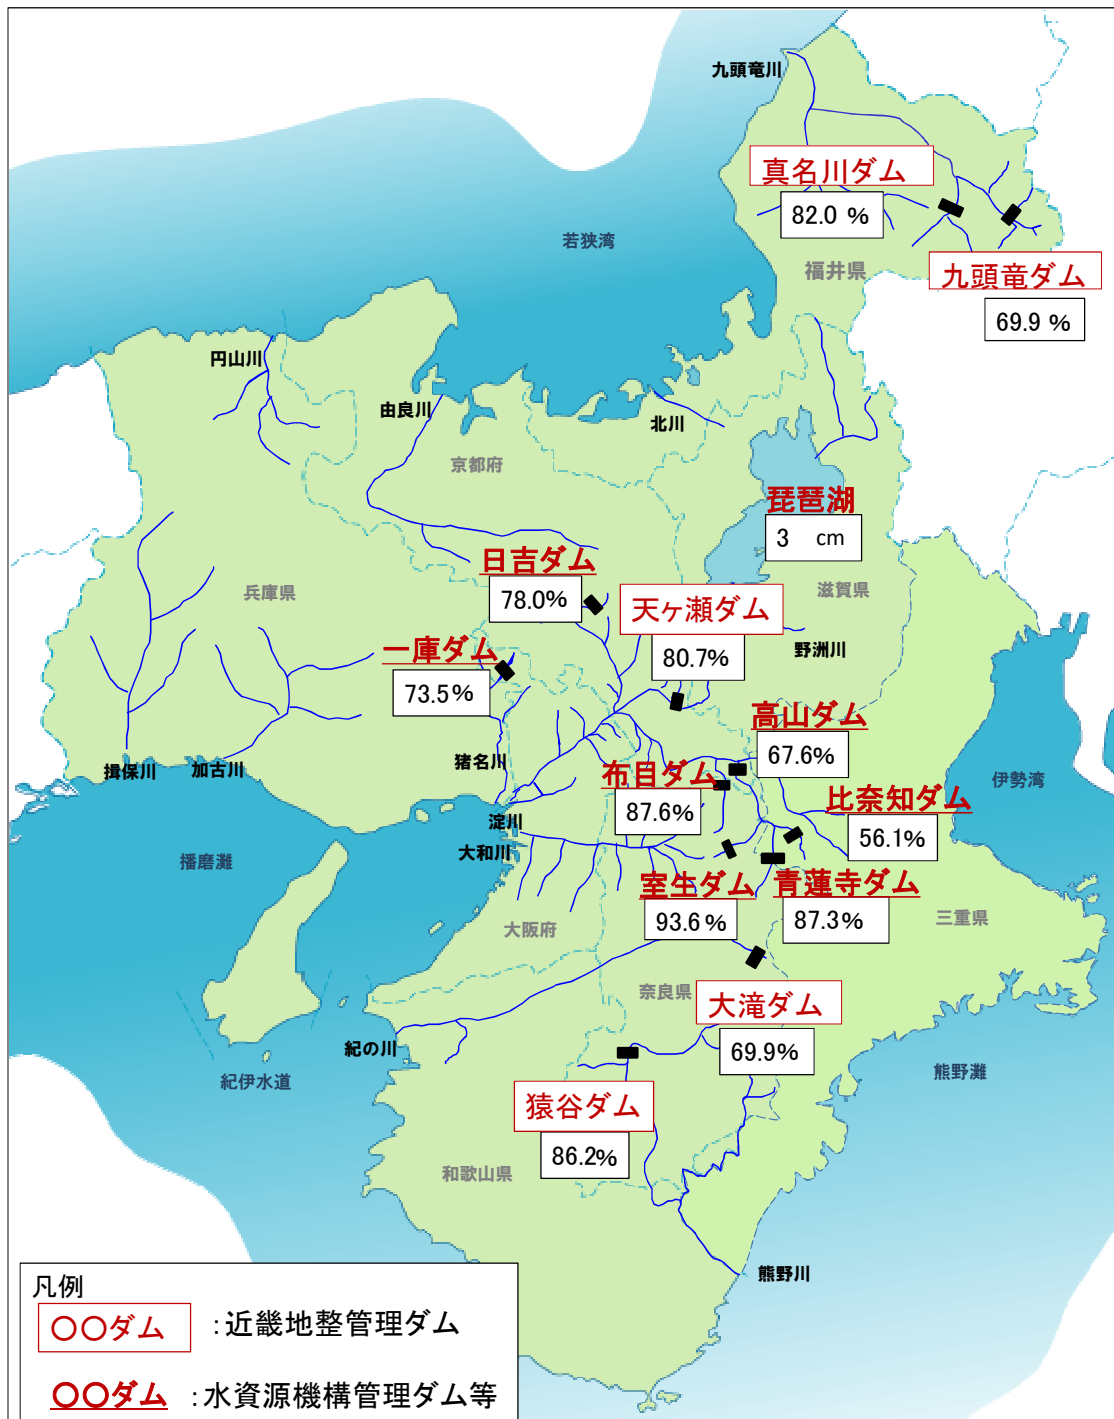 九頭竜川
真名川ダム
82.0 %
若狭湾
福井県
九頭竜ダム
69.9 %
円山川
由良川
北川
京都府
琵琶湖
3 cm
日吉ダム
78.0%
兵庫県
天ヶ瀬ダム
80.7%
滋賀県
野洲川
一庫ダム
73.5%
高山ダム
67.6%
揖保川
加古川
猪名川
布目ダム
87.6%
伊勢湾
比奈知ダム
56.1%
淀川
大和川
播磨灘
室生ダム
93.6%
青蓮寺ダム
87.3%
大阪府
三重県
奈良県
大滝ダム
69.9%
紀の川
紀伊水道
熊野灘
猿谷ダム
86.2%
和歌山県
熊野川
凡例
〇〇ダム :近畿地整管理ダム
〇〇ダム :水資源機構管理ダム等